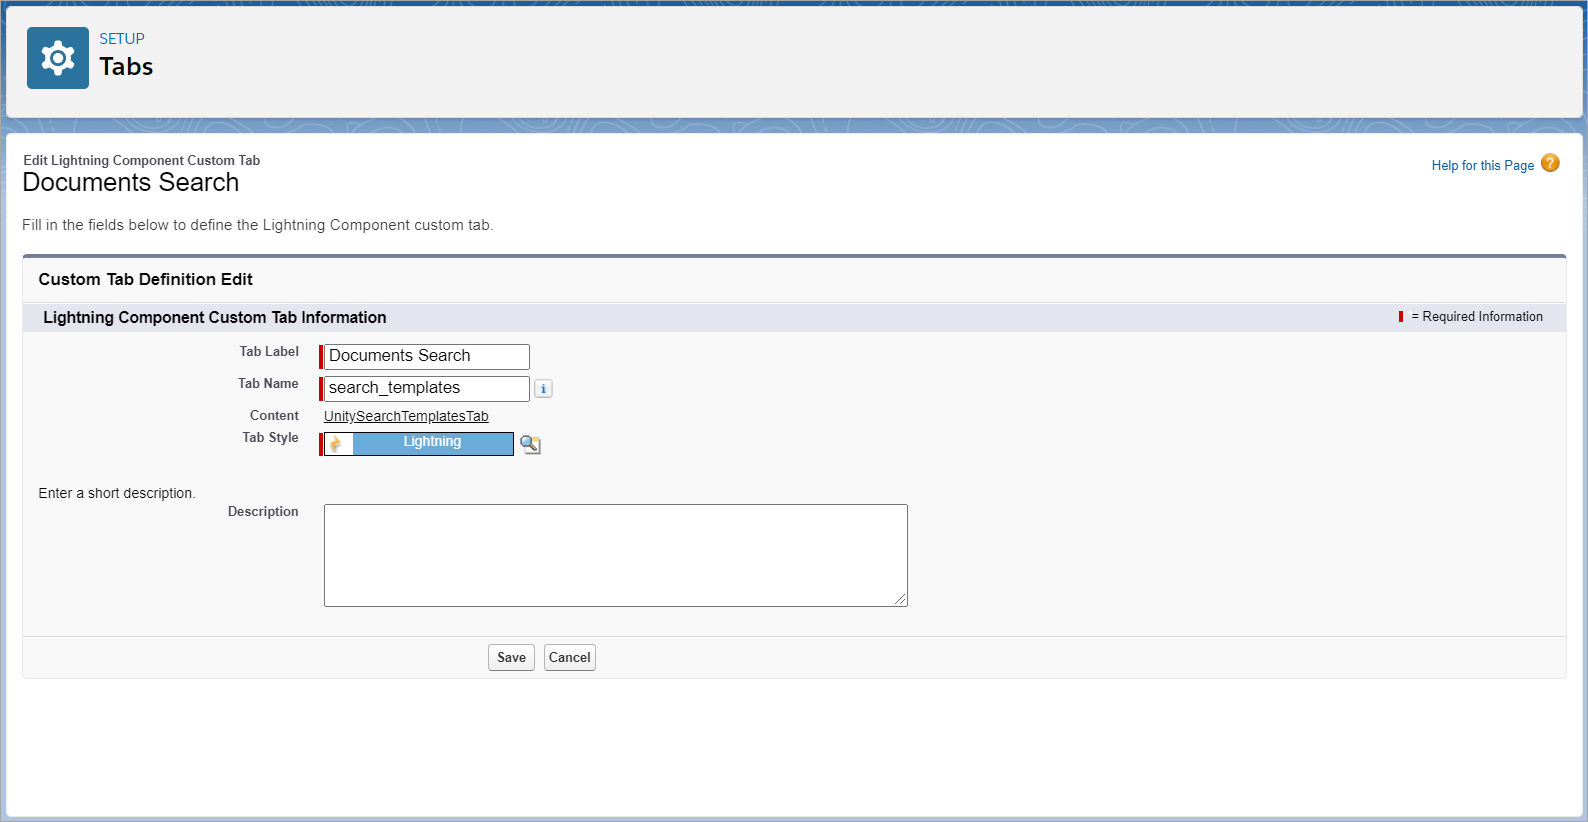 SETUP
Tabs
Edit Lightning Component Custom Tab
Documents Search
Help for this Page ?
Fill in the fields below to define the Lightning Component custom tab.
Custom Tab Definition Edit
Lightning Component Custom Tab Information
= Required Information
Tab Label Documents Search
Tab Name search_templates i
Content UnitySearchTemplatesTab
Tab Style Lightning
Enter a short description.
Description
Save Cancel